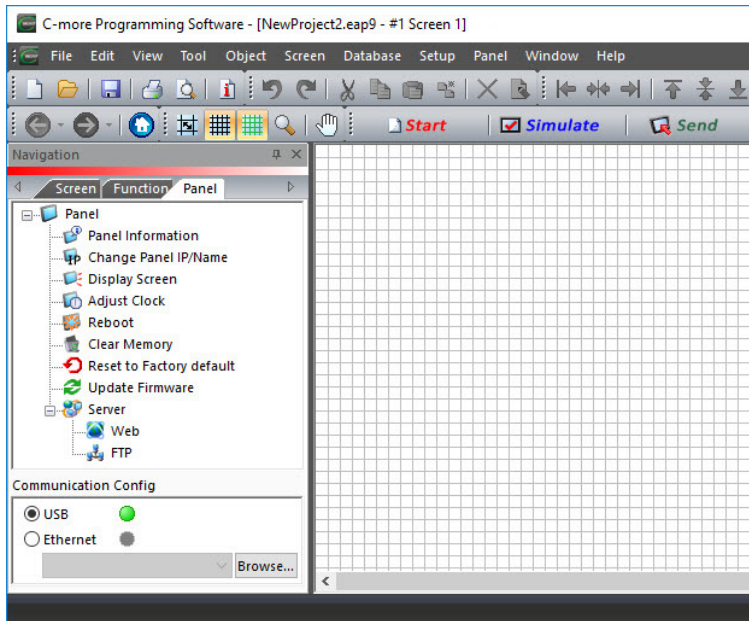 C-more Programming Software - [NewProject2.eap9 - #1 Screen 1]
File Edit View Tool Object Screen Database Setup Panel Window Help
Start Simulate Send
Navigation
Screen Function Panel
Panel
Panel Information
Change Panel IP/Name
Display Screen
Adjust Clock
Reboot
Clear Memory
Reset to Factory default
Update Firmware
Server
Web
FTP
Communication Config
USB
Ethernet
Browse...